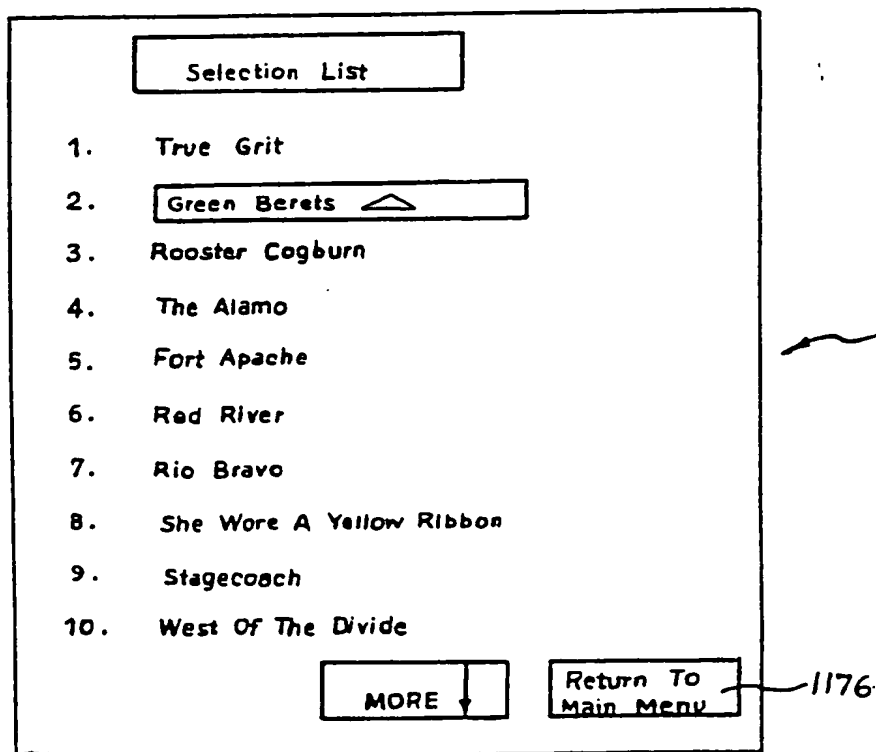 Selection List
1. True Grit
2. Green Berets
3. Rooster Cogburn
4. The Alamo
5. Fort Apache
6. Red River
7. Rio Bravo
8. She Wore A Yellow Ribbon
9. Stagecoach
10. West Of The Divide
MORE
Return To
Main Menu
1176